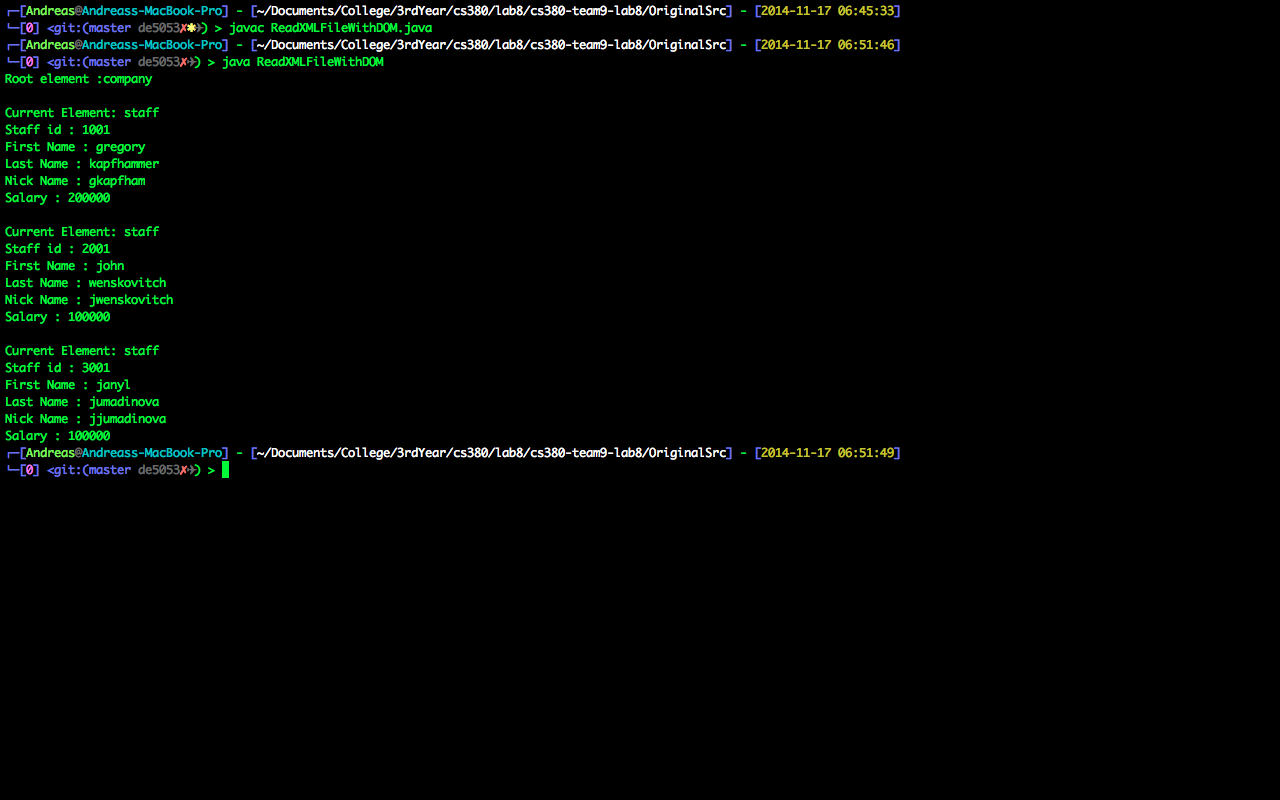 ┌─[Andreas@Andreass-MacBook-Pro] - [~/Documents/College/3rdYear/cs380/lab8/cs380-team9-lab8/OriginalSrc] - [2014-11-17 06:45:33]
└─[0] <git:(master de5053✗✱✈) > javac ReadXMLFileWithDOM.java
┌─[Andreas@Andreass-MacBook-Pro] - [~/Documents/College/3rdYear/cs380/lab8/cs380-team9-lab8/OriginalSrc] - [2014-11-17 06:51:46]
└─[0] <git:(master de5053✗✈) > java ReadXMLFileWithDOM
Root element :company

Current Element: staff
Staff id : 1001
First Name : gregory
Last Name : kapfhammer
Nick Name : gkapfham
Salary : 200000

Current Element: staff
Staff id : 2001
First Name : john
Last Name : wenskovitch
Nick Name : jwenskovitch
Salary : 100000

Current Element: staff
Staff id : 3001
First Name : janyl
Last Name : jumadinova
Nick Name : jjumadinova
Salary : 100000
┌─[Andreas@Andreass-MacBook-Pro] - [~/Documents/College/3rdYear/cs380/lab8/cs380-team9-lab8/OriginalSrc] - [2014-11-17 06:51:49]
└─[0] <git:(master de5053✗✈) >